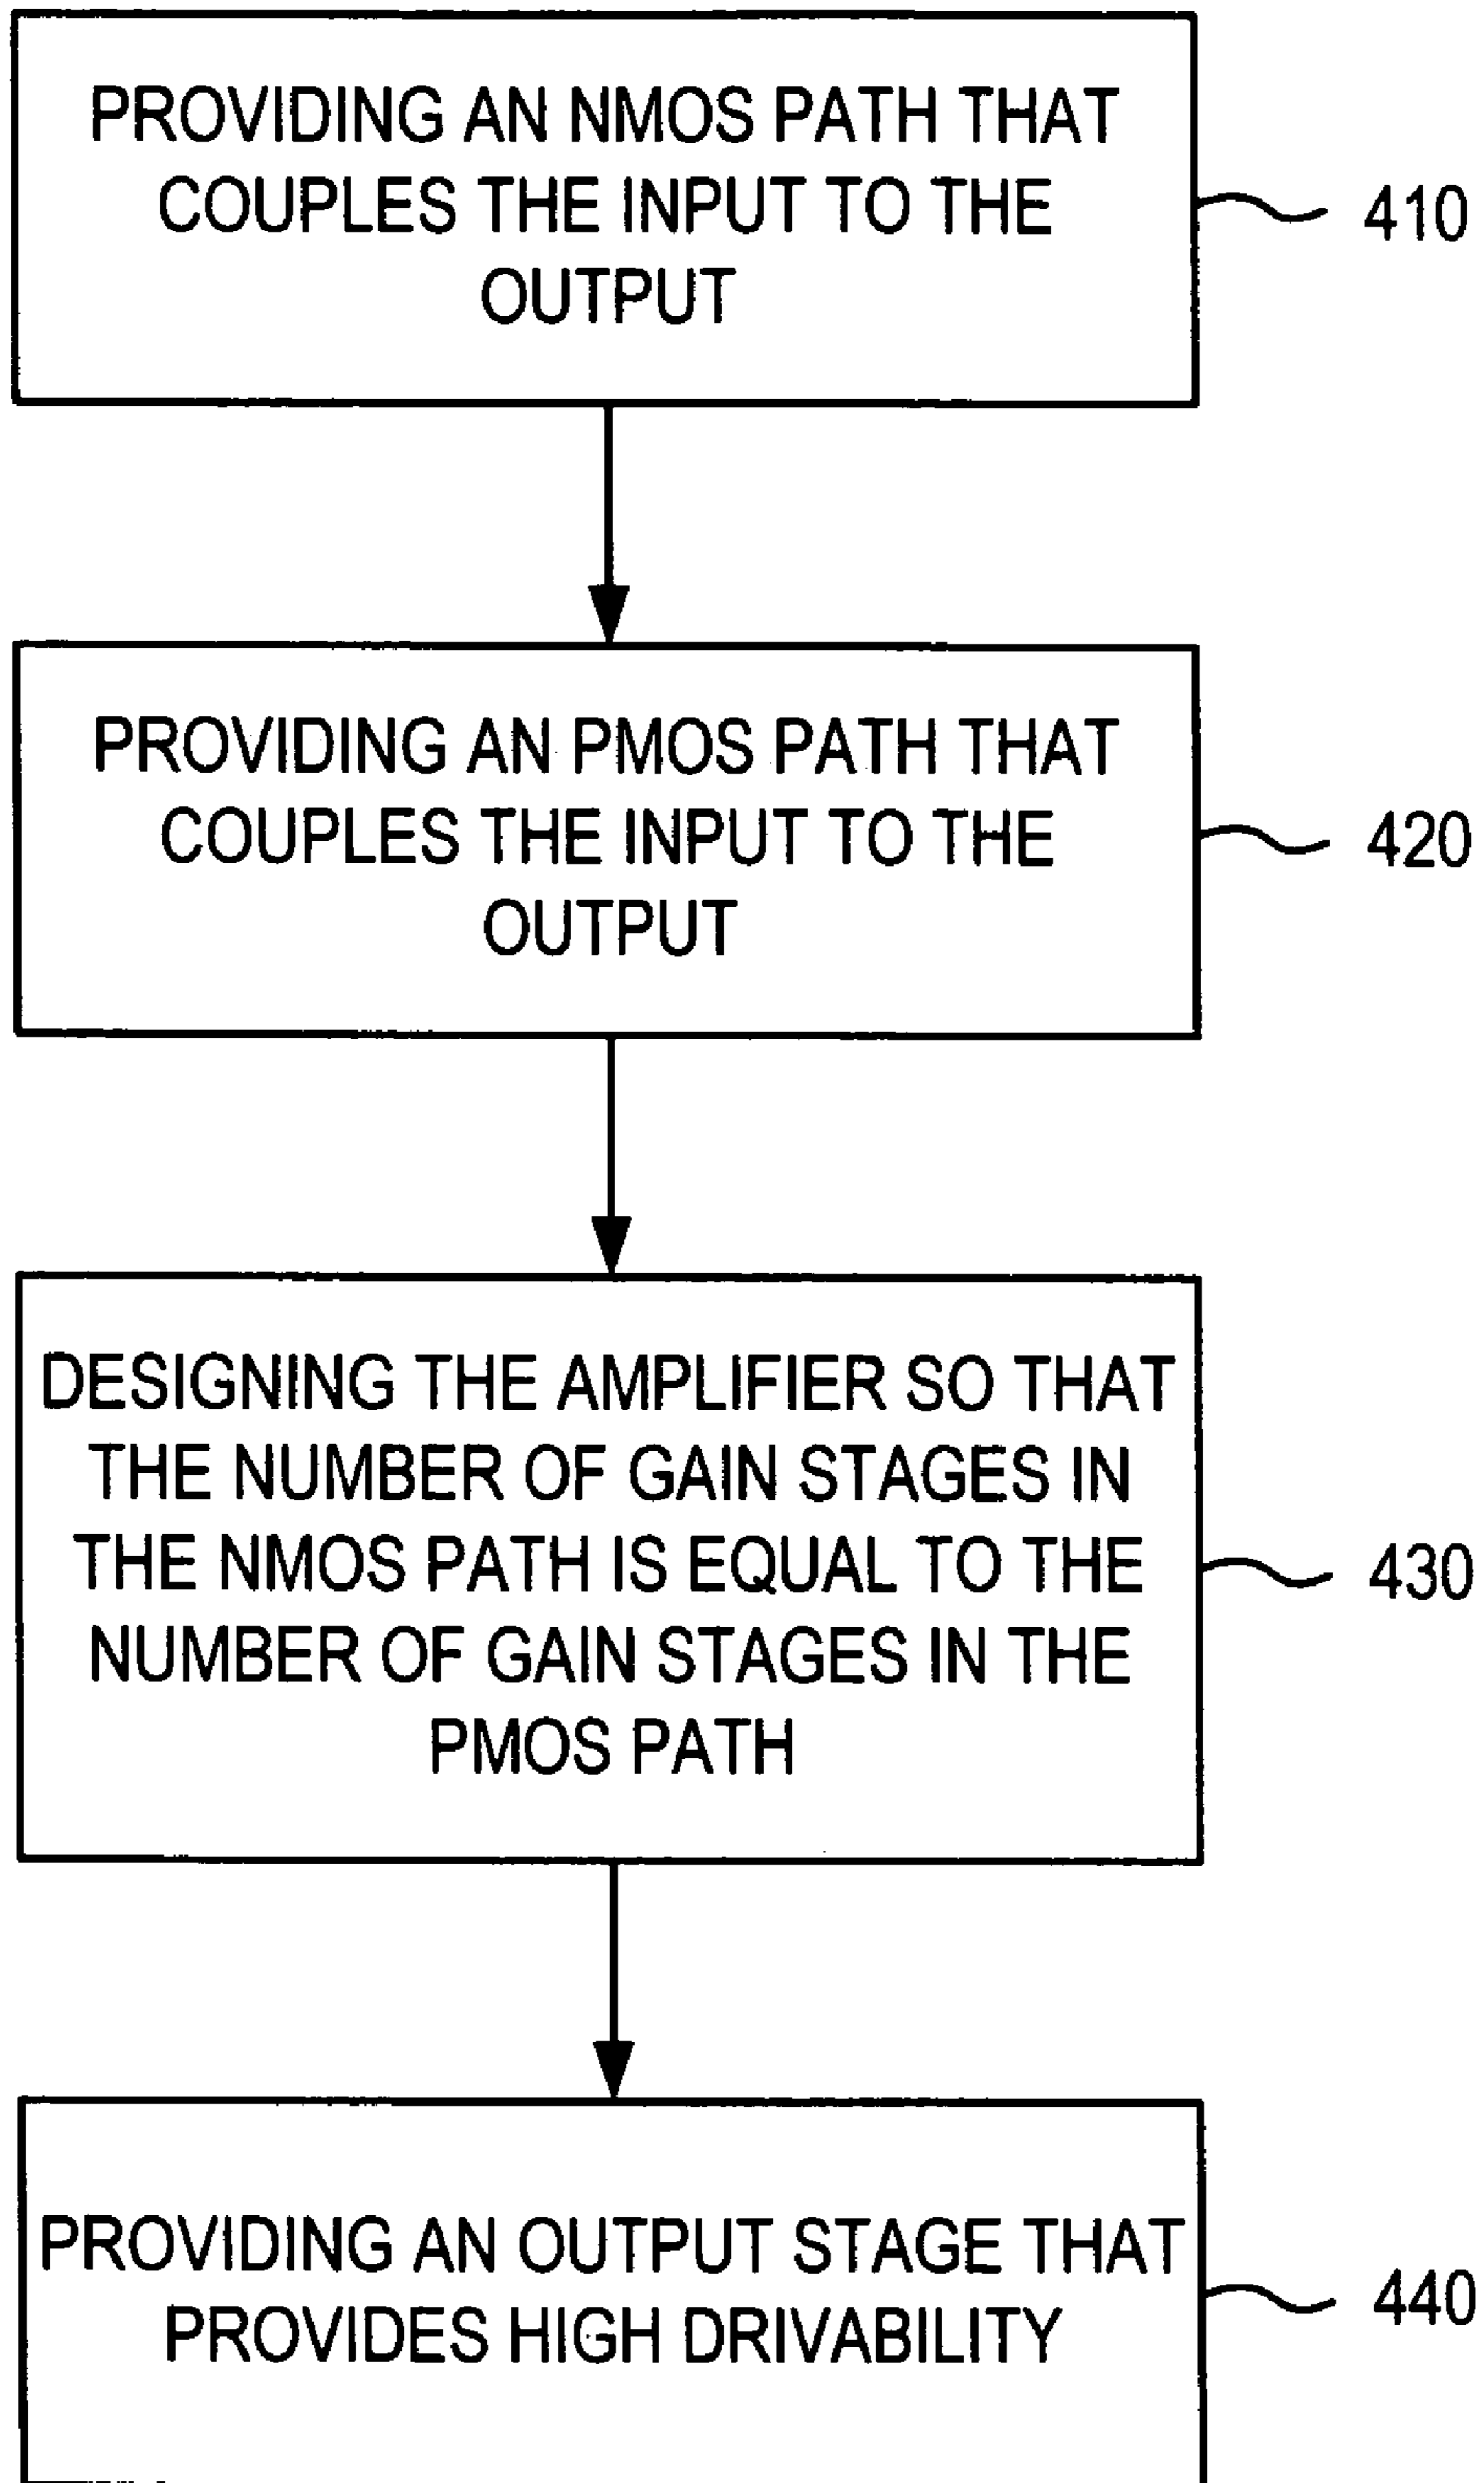 PROVIDING AN NMOS PATH THAT
COUPLES THE INPUT TO THE
OUTPUT
410
PROVIDING AN PMOS PATH THAT
COUPLES THE INPUT TO THE
OUTPUT
420
DESIGNING THE AMPLIFIER SO THAT
THE NUMBER OF GAIN STAGES IN
THE NMOS PATH IS EQUAL TO THE
NUMBER OF GAIN STAGES IN THE
PMOS PATH
430
PROVIDING AN OUTPUT STAGE THAT
PROVIDES HIGH DRIVABILITY
440